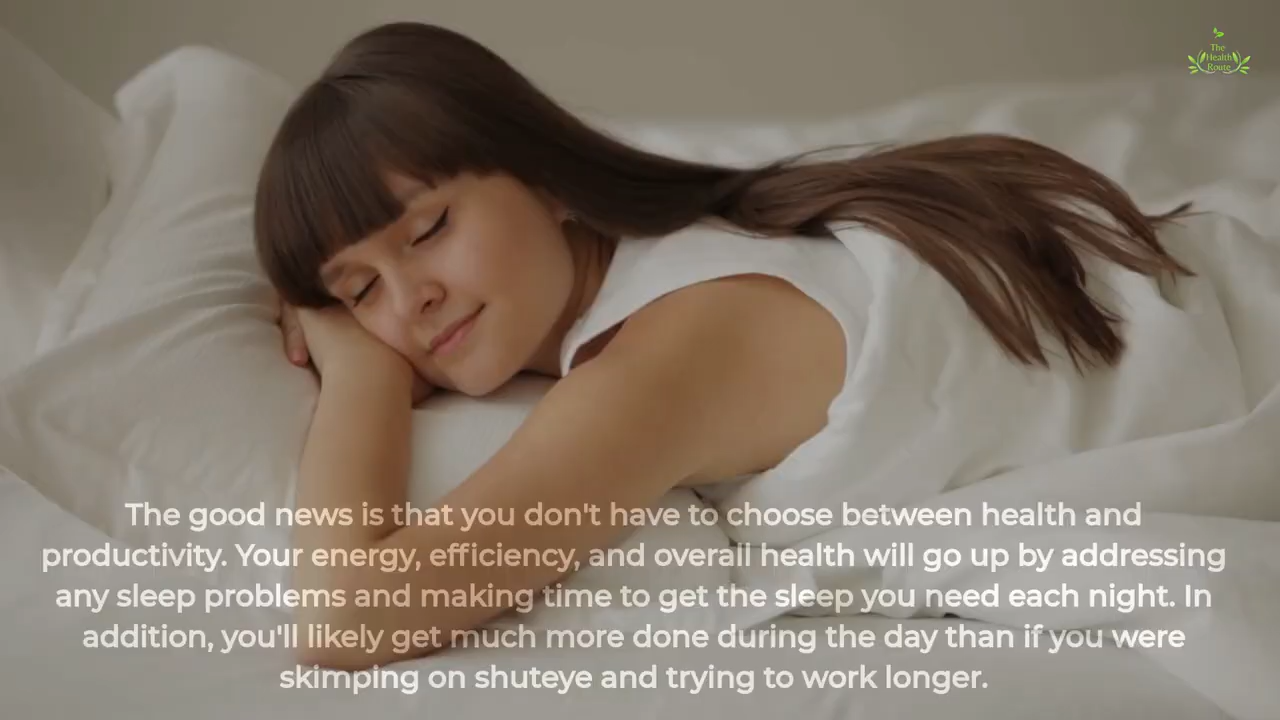 The
Health
Route
The good news is that you don't have to choose between health and
productivity. Your energy, efficiency, and overall health will go up by addressing
any sleep problems and making time to get the sleep you need each night. In
addition, you'll likely get much more done during the day than if you were
skimping on shuteye and trying to work longer.